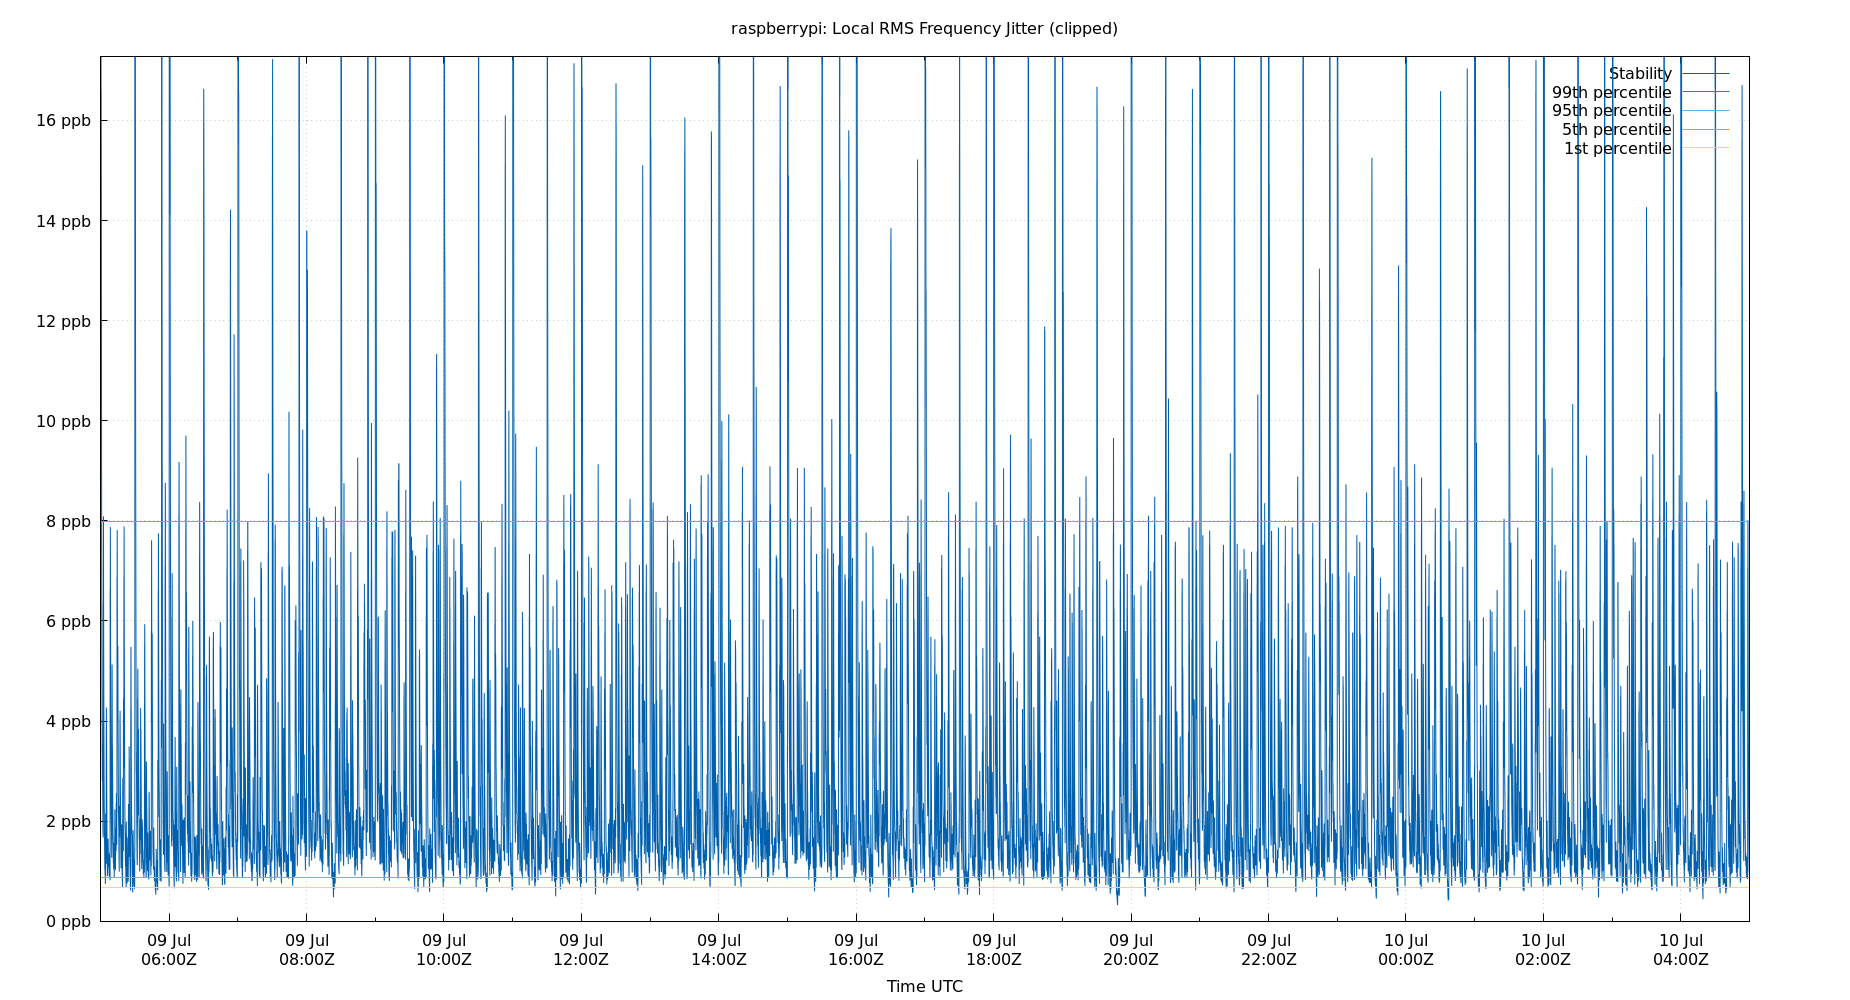 raspberrypi: Local RMS Frequency Jitter (clipped)
Stability
99th percentile
95th percentile
5th percentile
1st percentile
16 ppb
14 ppb
12 ppb
10 ppb
8 ppb
6 ppb
4 ppb
2 ppb
0 ppb
09 Jul 09 Jul 09 Jul 09 Jul 09 Jul 09 Jul 09 Jul 09 Jul 09 Jul 10 Jul 10 Jul 10 Jul
06:00Z 08:00Z 10:00Z 12:00Z 14:00Z 16:00Z 18:00Z 20:00Z 22:00Z 00:00Z 02:00Z 04:00Z
Time UTC